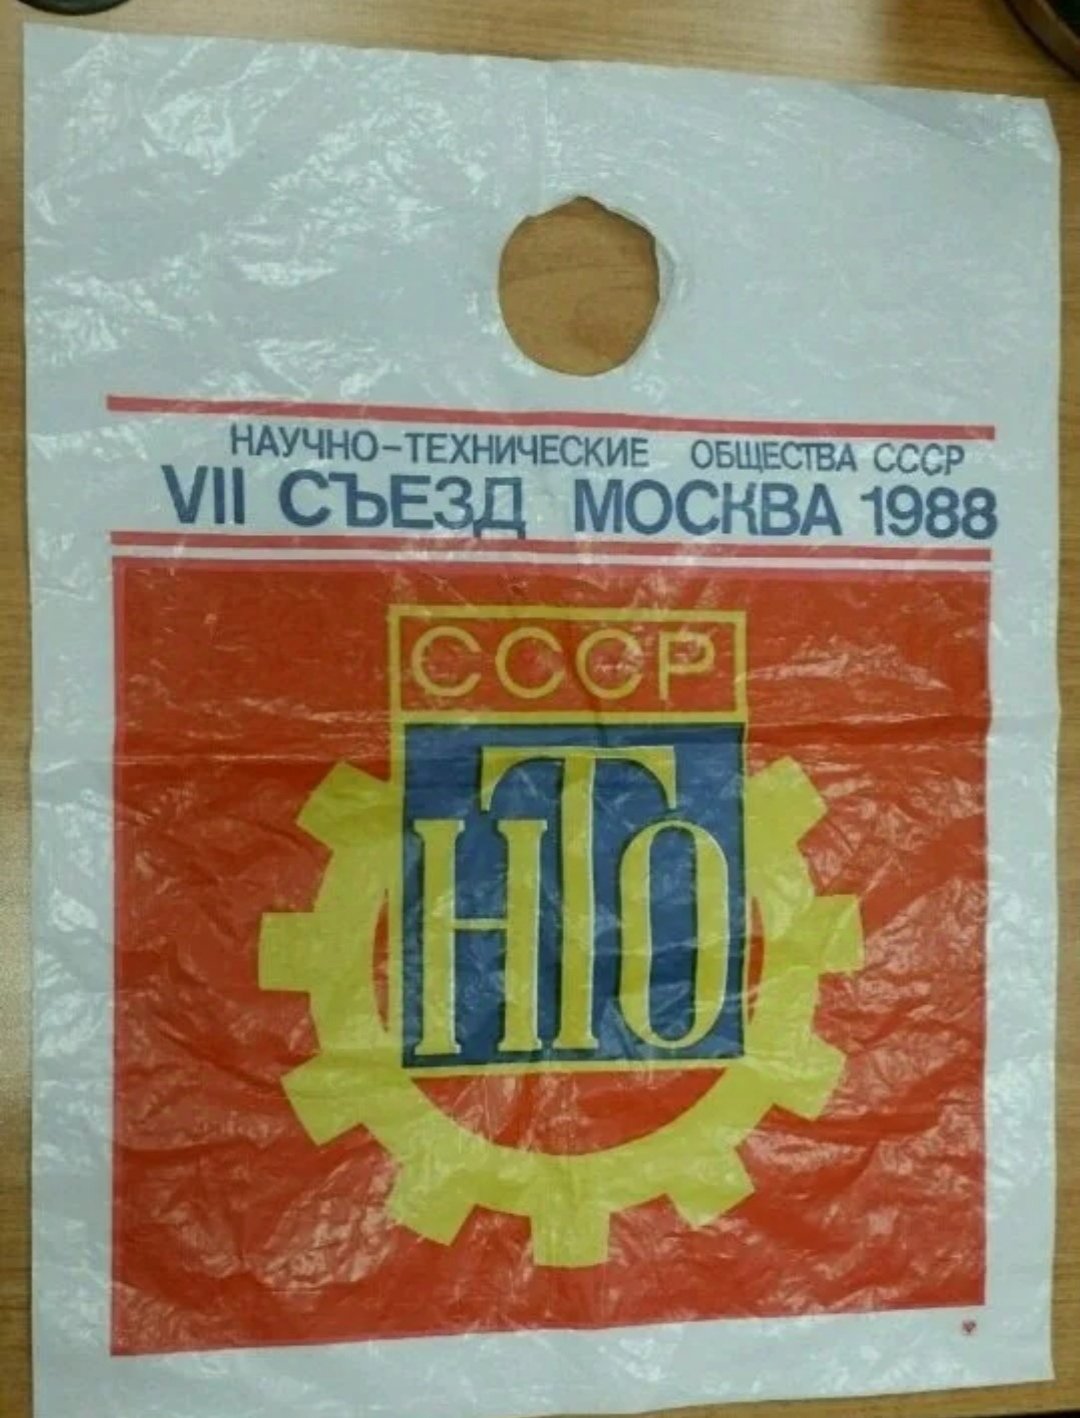 НАУЧНО-ТЕХНИЧЕСКИЕ ОБЩЕСТВА СССР
VII СЪЕЗД МОСКВА 1988
СССР
НТО